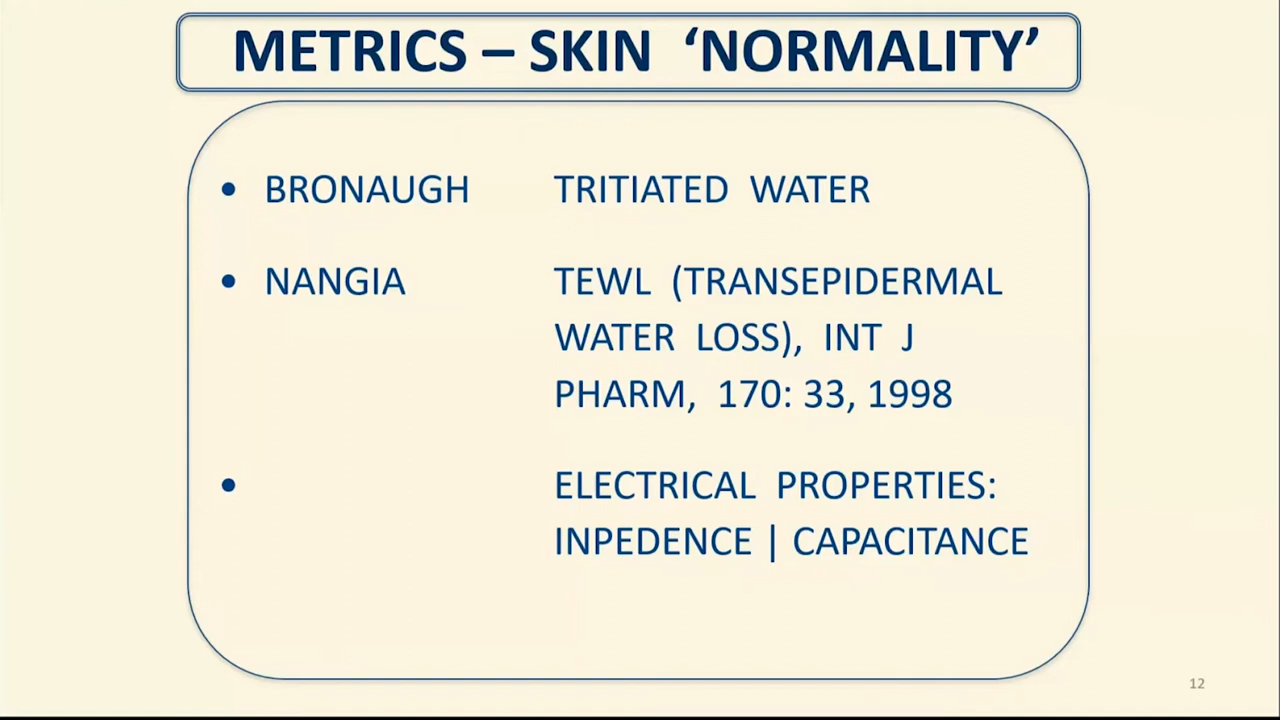 METRICS – SKIN ‘NORMALITY’
• BRONAUGH TRITIATED WATER
• NANGIA TEWL (TRANSEPIDERMAL
WATER LOSS), INT J
PHARM, 170: 33, 1998
• ELECTRICAL PROPERTIES:
INPEDENCE | CAPACITANCE
12